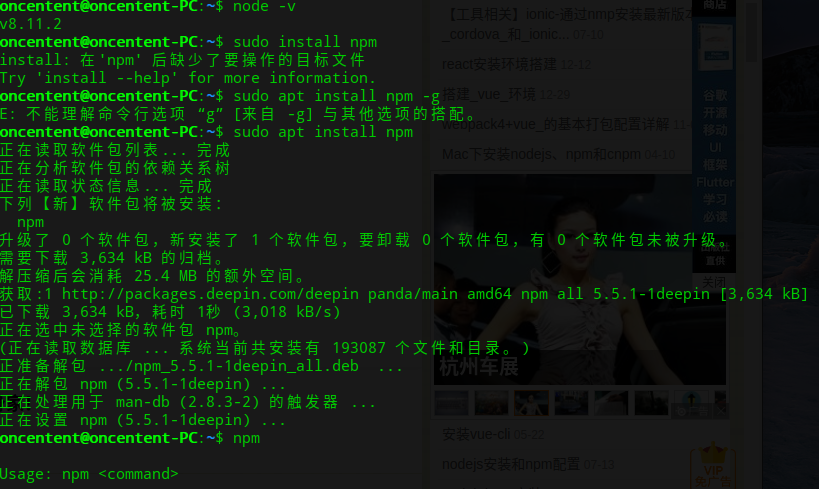 oncentent@oncentent-PC:~$ node -v
v8.11.2
oncentent@oncentent-PC:~$ sudo install npm
install: 在'npm' 后缺少了要操作的目标文件
Try 'install --help' for more information.
oncentent@oncentent-PC:~$ sudo apt install npm -g
E: 不能理解命令行选项 “g” [来自 -g] 与其他选项的搭配。
oncentent@oncentent-PC:~$ sudo apt install npm
正在读取软件包列表... 完成
正在分析软件包的依赖关系树
正在读取状态信息... 完成
下列【新】软件包将被安装:
npm
升级了 0 个软件包，新安装了 1 个软件包，要卸载 0 个软件包，有 0 个软件包未被升级。
需要下载 3,634 kB 的归档。
解压缩后会消耗 25.4 MB 的额外空间。
获取:1 http://packages.deepin.com/deepin panda/main amd64 npm all 5.5.1-1deepin [3,634 kB]
已下载 3,634 kB，耗时 1秒 (3,018 kB/s)
正在选中未选择的软件包 npm。
(正在读取数据库 ... 系统当前共安装有 193087 个文件和目录。)
正准备解包 .../npm_5.5.1-1deepin_all.deb ...
正在解包 npm (5.5.1-1deepin) ...
正在处理用于 man-db (2.8.3-2) 的触发器 ...
正在设置 npm (5.5.1-1deepin) ...
oncentent@oncentent-PC:~$ npm
Usage: npm <command>
【工具相关】ionic-通过nmp安装最新版本
_cordova_和_ionic... 07-10
react安装环境搭建 12-12
搭建_vue_环境 12-29
webpack4+vue_的基本打包配置详解 11-
Mac下安装nodejs、npm和cnpm 04-10
杭州车展
安装vue-cli 05-22
nodejs安装和npm配置 07-13
商店
谷歌
开源
移动
UI
框架
Flutter
学习
必课
直供
关闭
VIP
免广告